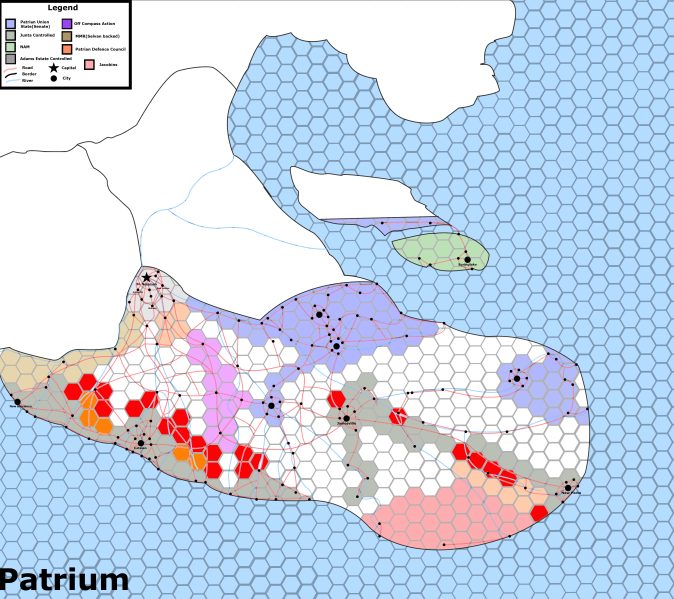 Legend
Patrian Union
State(Senate)
Off Compass Action
Junta Controlled
MMR(Selvan backed)
NAM
Patrian Defence Council
Adams Estate Controlled
Jacobins
Road
Capital
Border
City
River
Patrium